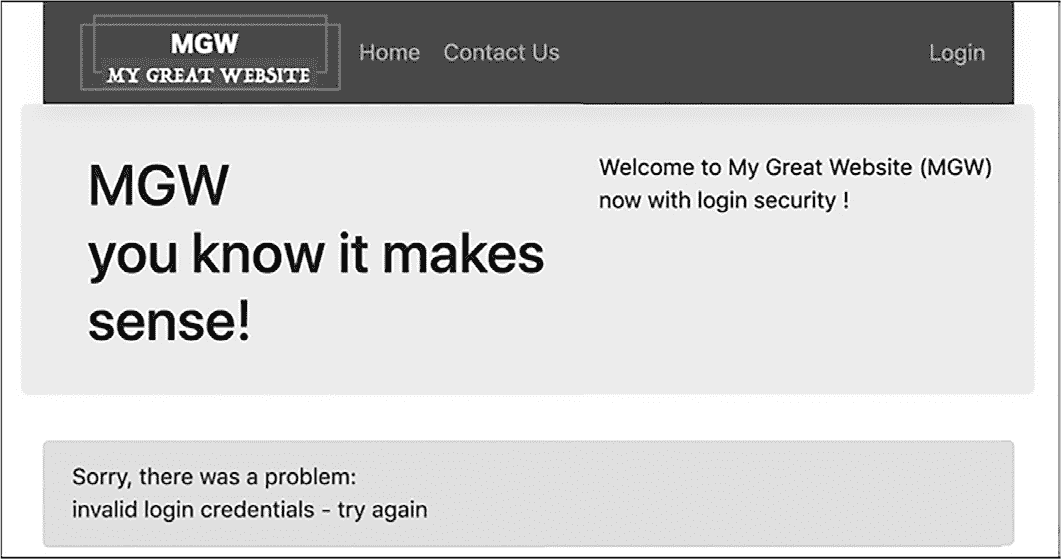 MGW
MY GREAT WEBSITE
Home Contact Us Login
MGW
you know it makes
sense!
Welcome to My Great Website (MGW)
now with login security !
Sorry, there was a problem:
invalid login credentials - try again